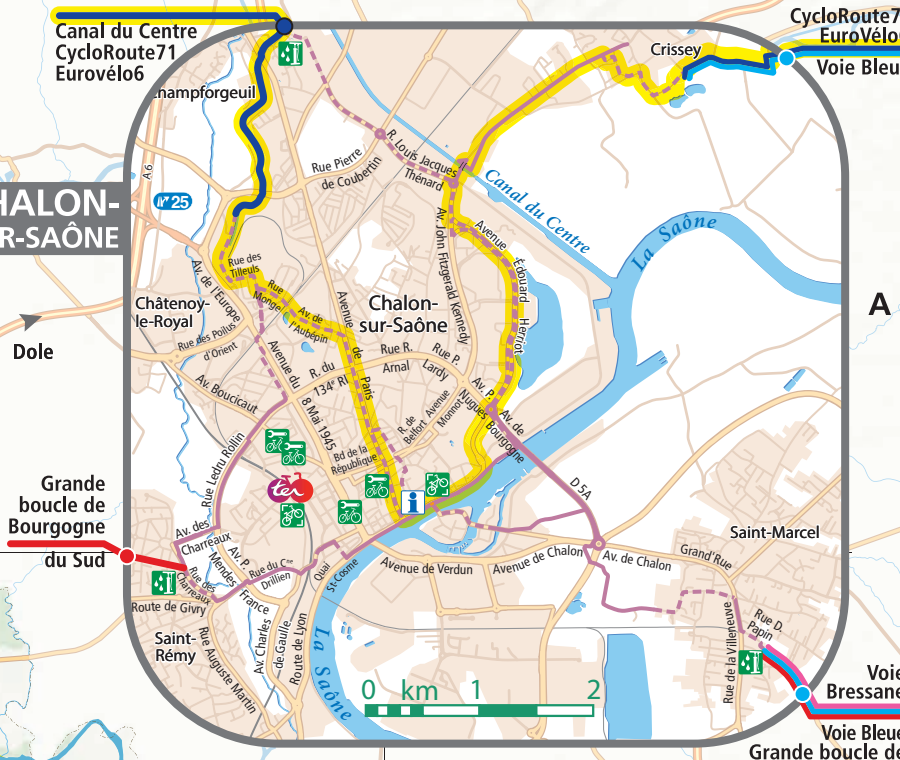 Canal du Centre
CycloRoute71
Eurovélo6
CycloRoute7
EuroVélo
Voie Bleu
Crissey
hampforgeuil
A 6
25
HALON-
R-SAÔNE
R. Louis Jacques
Thénard
Rue Pierre
de Coubertin
Canal du Centre
La Saône
Av. John Fitzgerald Kennedy
Avenue
Édouard
Herriot
Rue des
Tilleuls
Av. de l'Europe
Rue
Monge
Av. de
l'Aubépin
Avenue de Paris
Chalon-
sur-Saône
Châtenoy-
le-Royal
Rue des Poilus
d'Orient
Dole
A
Rue R.
Arnal
Rue P.
Lardy
R. du
134e RI
Av. Boucicaut
Avenue du
8 Mai 1945
R. de
Belfort
Avenue
Monnot
Av. P.
Nugues
Av. de
Bourgogne
Rue Ledru Rollin
Bd de la
République
ter
i
D 5A
Grande
boucle de
Bourgogne
du Sud
Av. des
Charreaux
Av. P.
Mendes
France
Rue des
Charreaux
Rue du Cne
Drillien
Quai
St-Cosme
Avenue de Verdun
Avenue de Chalon
Av. de Chalon
Saint-Marcel
Grand'Rue
Route de Givry
Saint-
Rémy
Rue Auguste Martin
Av. Charles
de Gaulle
Route de Lyon
La Saône
Rue de la Villeneuve
Rue D.
Papin
0 km 1 2
Voie
Bressane
Voie Bleue
Grande boucle de